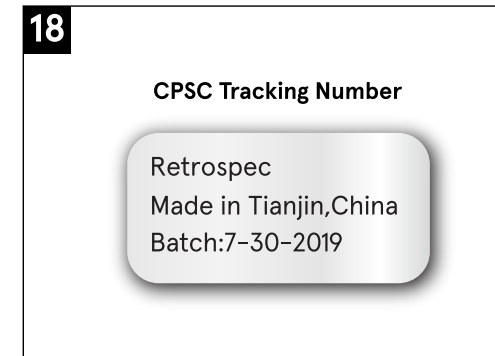 18
CPSC Tracking Number
Retrospec
Made in Tianjin,China
Batch:7-30-2019